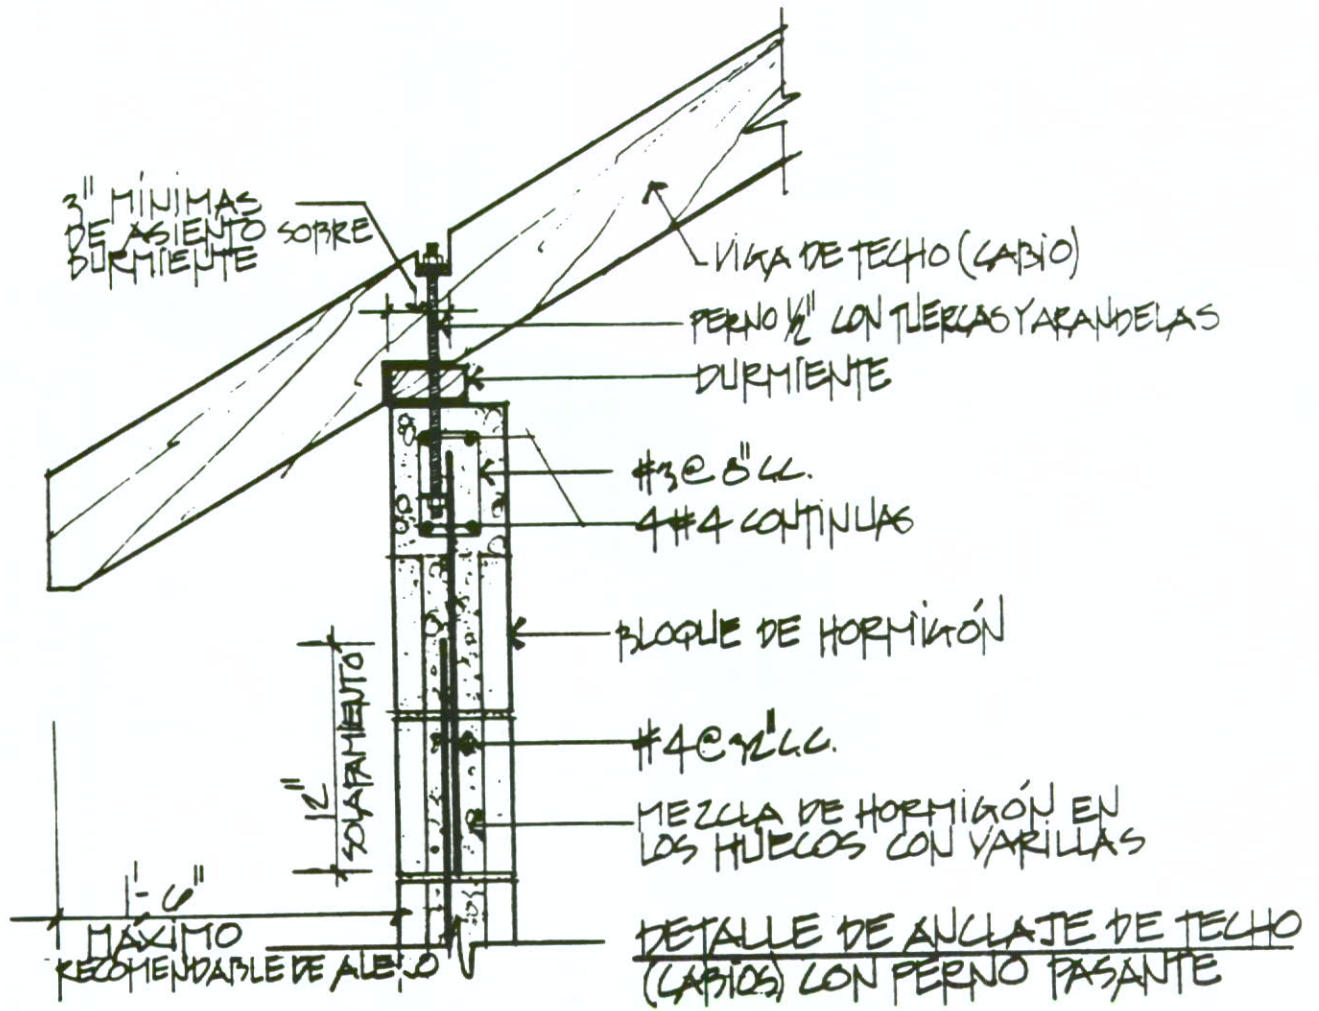 3" MÍNIMAS
DE ASIENTO SOBRE
DURMIENTE
VIGA DE TECHO (CABIO)
PERNO ½" CON TUERCAS Y ARANDELAS
DURMIENTE
#3 @ 8" C.C.
4 #4 CONTINUAS
BLOQUE DE HORMIGÓN
12"
SOLAPAMIENTO
#4 @ 32" C.C.
MEZCLA DE HORMIGÓN EN
LOS HUECOS CON VARILLAS
1'-6"
MÁXIMO
RECOMENDABLE DE ALERO
DETALLE DE ANCLAJE DE TECHO
(CABIOS) CON PERNO PASANTE